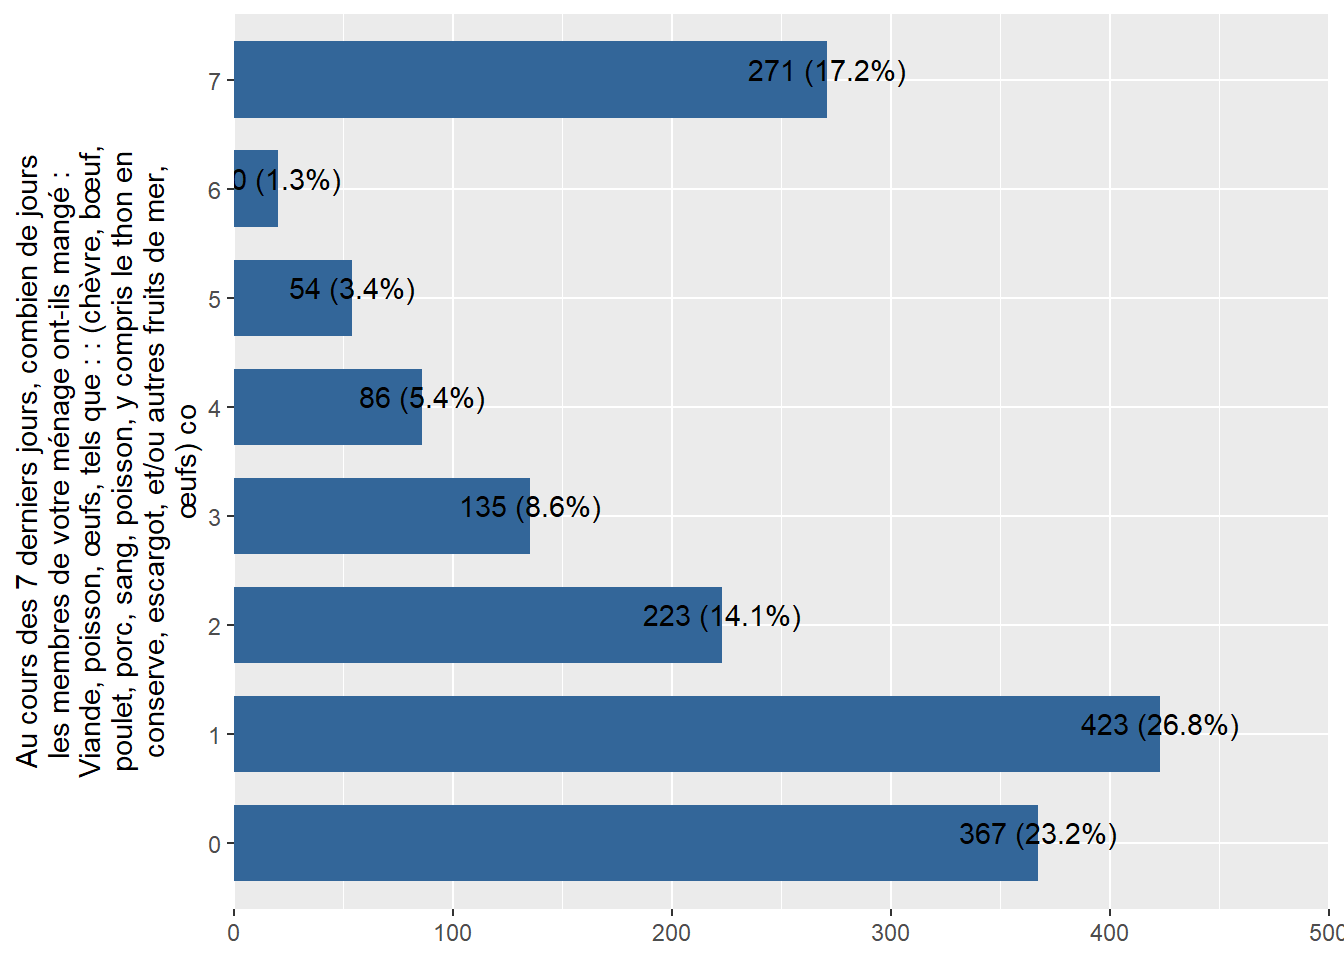 Au cours des 7 derniers jours, combien de jours
les membres de votre ménage ont-ils mangé :
Viande, poisson, œufs, tels que : : (chèvre, bœuf,
poulet, porc, sang, poisson, y compris le thon en
conserve, escargot, et/ou autres fruits de mer,
œufs) co
7
271 (17.2%)
6
0 (1.3%)
5
54 (3.4%)
4
86 (5.4%)
3
135 (8.6%)
2
223 (14.1%)
1
423 (26.8%)
0
367 (23.2%)
0 100 200 300 400 500